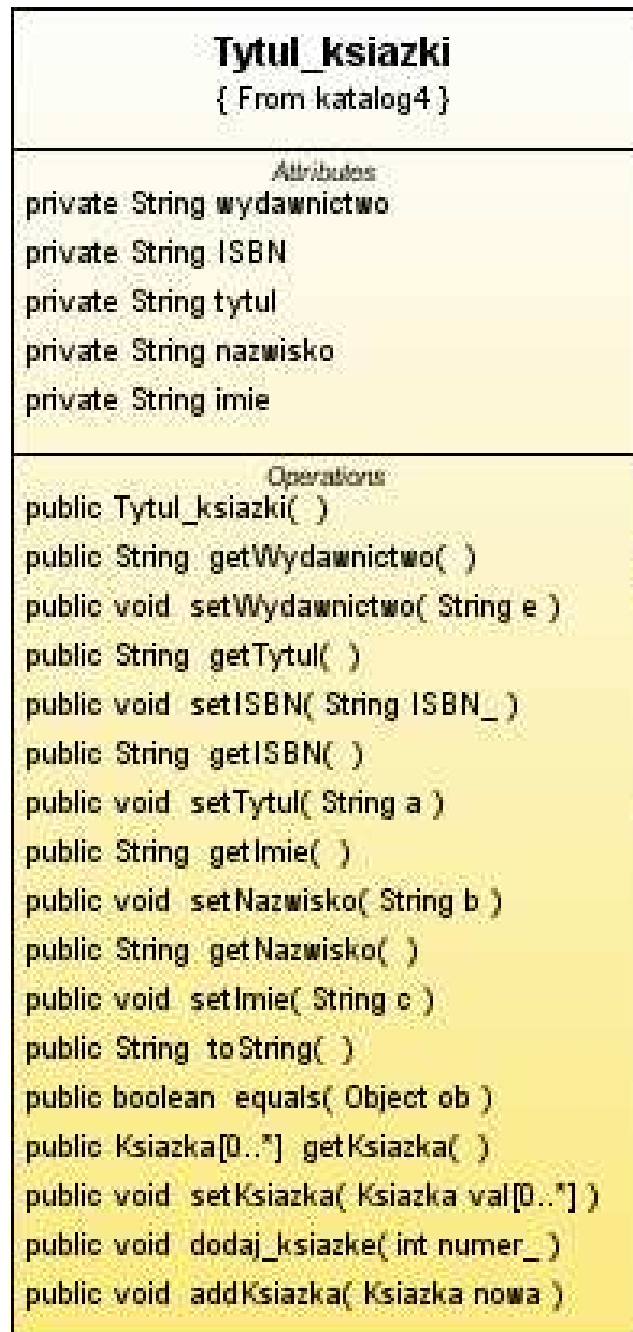 Tytul_ksiazki
{ From katalog4 }
Attributes
private String wydawnictwo
private String ISBN
private String tytul
private String nazwisko
private String imie
Operations
public Tytul_ksiazki( )
public String getWydawnictwo( )
public void setWydawnictwo( String e )
public String getTytul( )
public void setISBN( String ISBN_ )
public String getISBN( )
public void setTytul( String a )
public String getImie( )
public void setNazwisko( String b )
public String getNazwisko( )
public void setImie( String c )
public String toString( )
public boolean equals( Object ob )
public Ksiazka[0..*] getKsiazka( )
public void setKsiazka( Ksiazka val[0..*] )
public void dodaj_ksiazke( int numer_ )
public void addKsiazka( Ksiazka nowa )